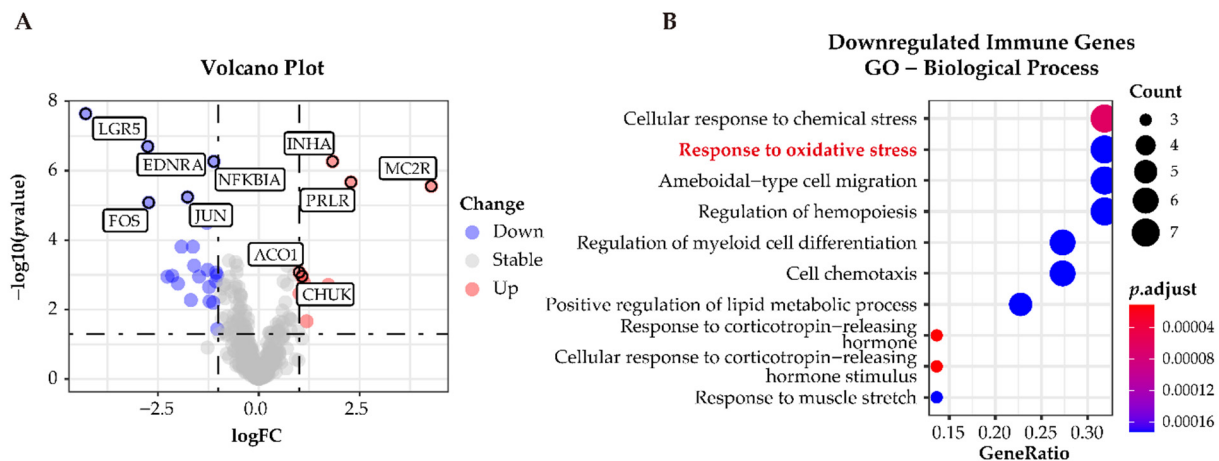 A
Volcano Plot
8
6
4
2
0
−log10(pvalue)
LGR5
EDNRA
NFKBIA
FOS
JUN
INHA
MC2R
PRLR
ACO1
CHUK
−2.5
0.0
2.5
logFC
Change
Down
Stable
Up
B
Downregulated Immune Genes
GO − Biological Process
Cellular response to chemical stress
Response to oxidative stress
Ameboidal−type cell migration
Regulation of hemopoiesis
Regulation of myeloid cell differentiation
Cell chemotaxis
Positive regulation of lipid metabolic process
Response to corticotropin−releasing
hormone
Cellular response to corticotropin−releasing
hormone stimulus
Response to muscle stretch
0.15
0.20
0.25
0.30
GeneRatio
Count
3
4
5
6
7
p.adjust
0.00004
0.00008
0.00012
0.00016